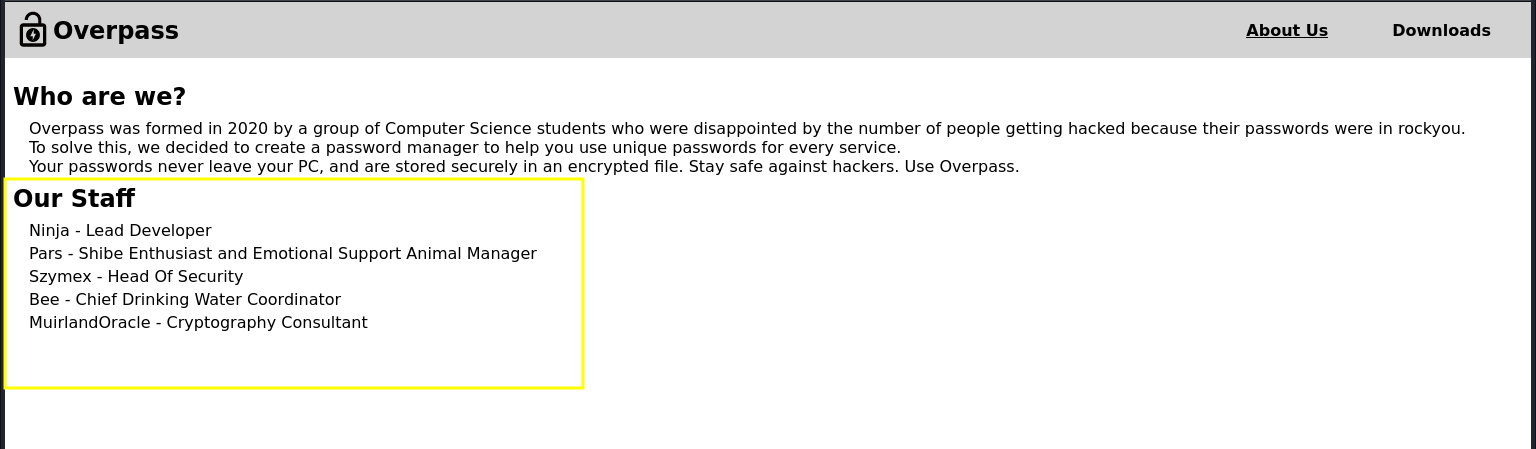 Overpass
About Us
Downloads
Who are we?
Overpass was formed in 2020 by a group of Computer Science students who were disappointed by the number of people getting hacked because their passwords were in rockyou.
To solve this, we decided to create a password manager to help you use unique passwords for every service.
Your passwords never leave your PC, and are stored securely in an encrypted file. Stay safe against hackers. Use Overpass.
Our Staff
Ninja - Lead Developer
Pars - Shibe Enthusiast and Emotional Support Animal Manager
Szymex - Head Of Security
Bee - Chief Drinking Water Coordinator
MuirlandOracle - Cryptography Consultant